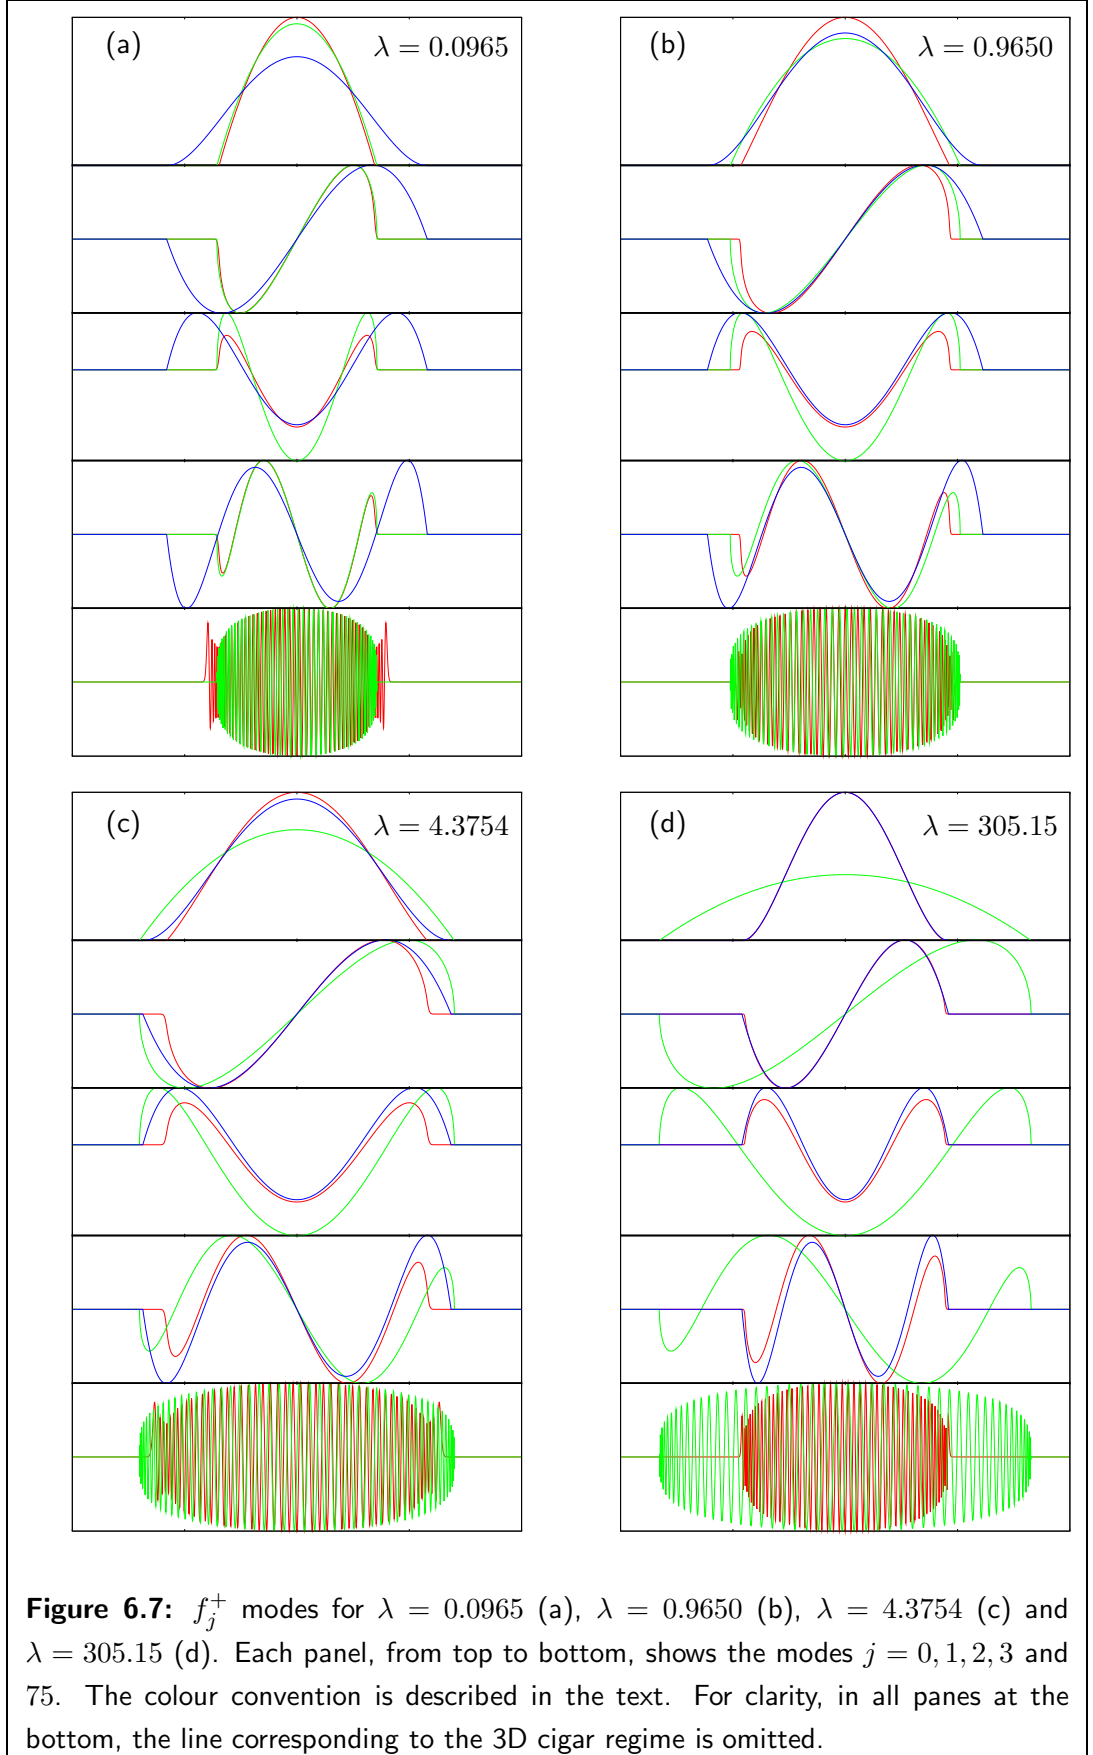 (a) λ = 0.0965
(b) λ = 0.9650
(c) λ = 4.3754
(d) λ = 305.15
Figure 6.7: f_j^+ modes for λ = 0.0965 (a), λ = 0.9650 (b), λ = 4.3754 (c) and
λ = 305.15 (d). Each panel, from top to bottom, shows the modes j = 0, 1, 2, 3 and
75. The colour convention is described in the text. For clarity, in all panes at the
bottom, the line corresponding to the 3D cigar regime is omitted.